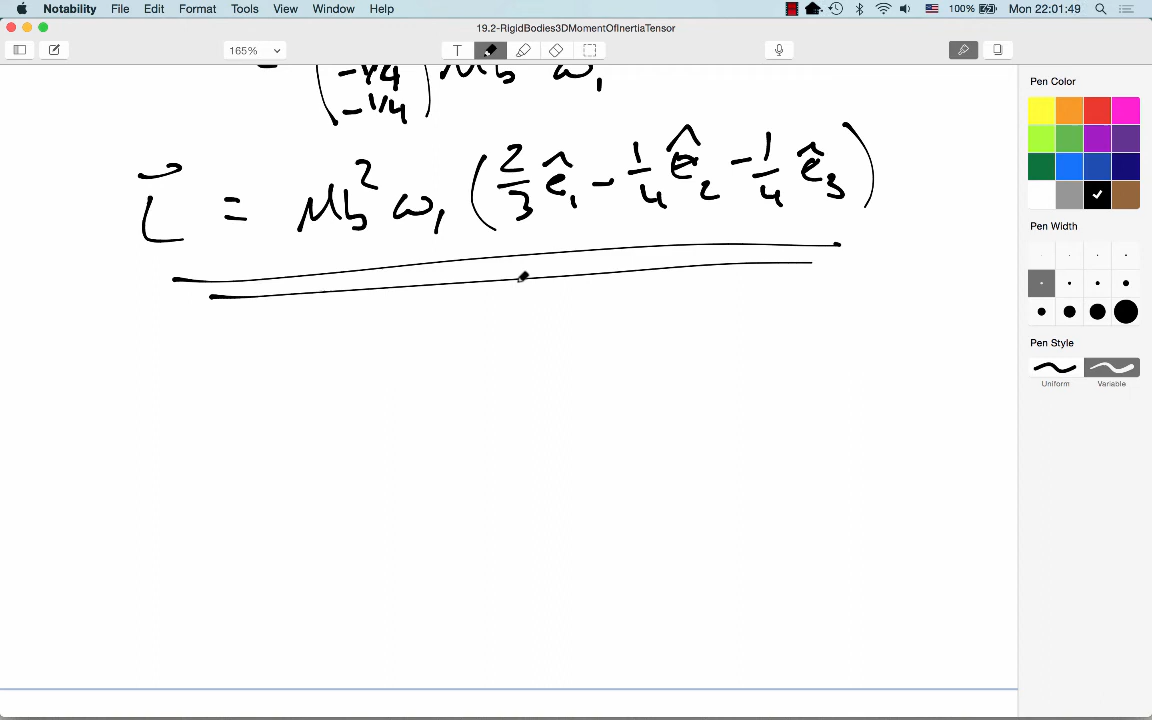 Notability File Edit Format Tools View Window Help 100% Mon 22:01:49
19.2-RigidBodies3DMomentOfInertiaTensor
165% T
= ( -1/4 -1/4 ) Mb ω₁
L⃗ = Mb² ω₁ ( 2/3 ê₁ - 1/4 ê₂ - 1/4 ê₃ )
Pen Color
Pen Width
Pen Style
Uniform Variable